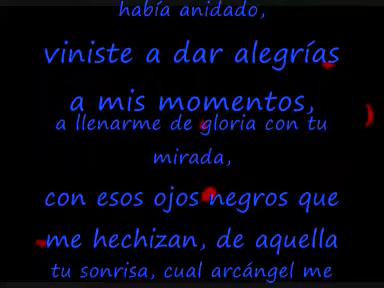 había anidado,
viniste a dar alegrías
a mis momentos,
a llenarme de gloria con tu
mirada,
con esos ojos negros que
me hechizan, de aquella
tu sonrisa, cual arcángel me